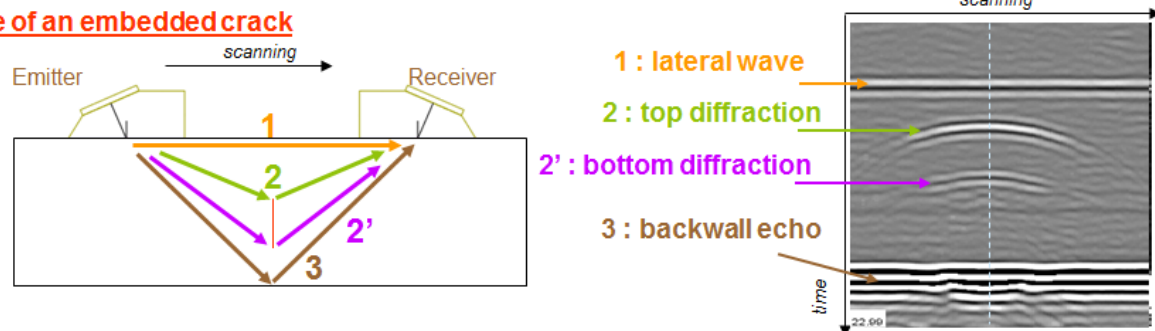 e of an embedded crack
scanning
Emitter
Receiver
1
2
2'
3
scanning
1 : lateral wave
2 : top diffraction
2' : bottom diffraction
3 : backwall echo
time
22.99